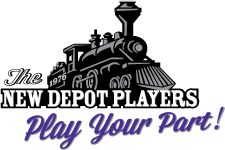 The
1976
NEW DEPOT PLAYERS
Play Your Part!